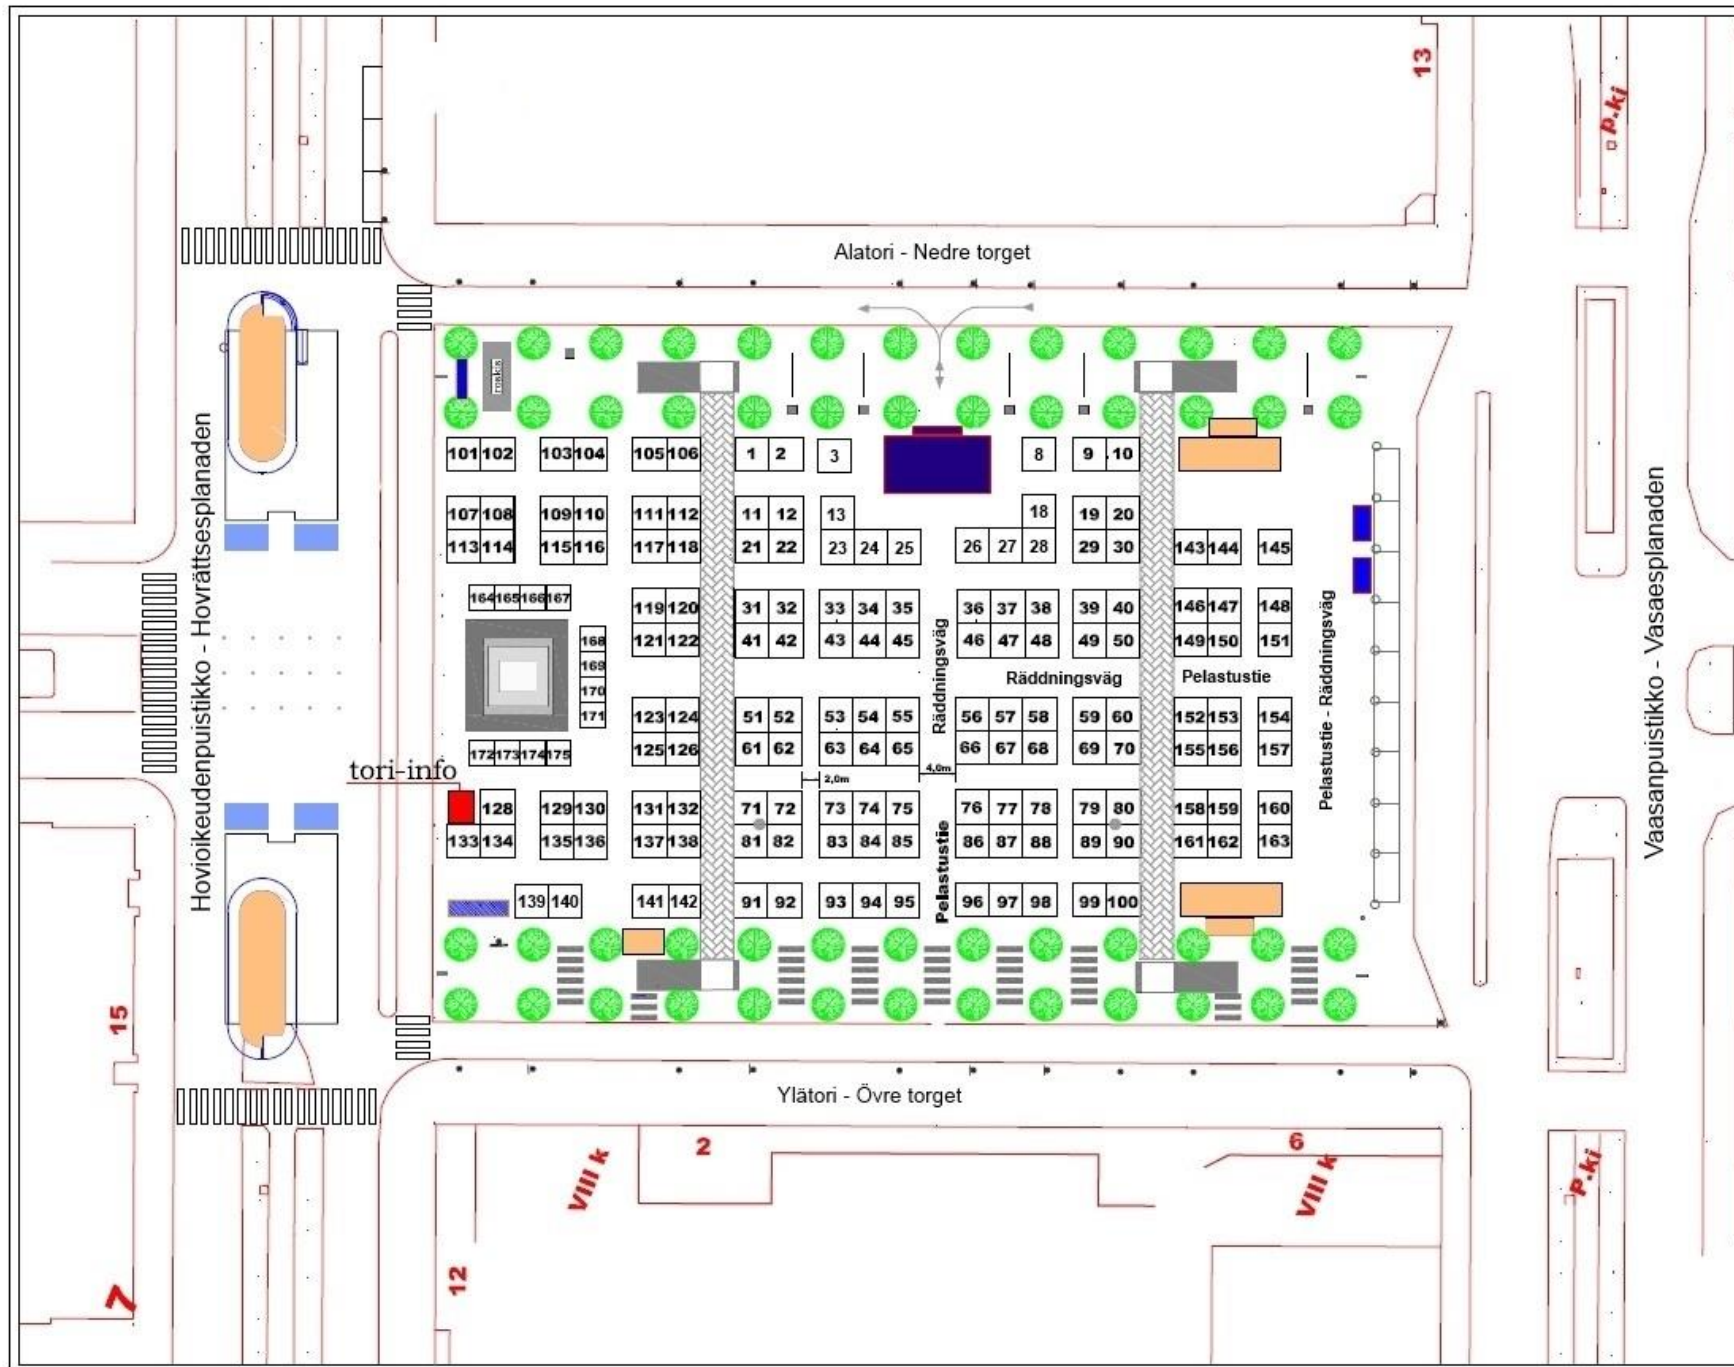 13
P.ki
Alatori - Nedre torget
Hovioikeudenpuistikko - Hovrättsesplanaden
Vaasanpuistikko - Vaasaesplanaden
101 102 103 104 105 106 1 2 3 8 9 10
107 108 109 110 111 112 11 12 13 18 19 20
113 114 115 116 117 118 21 22 23 24 25 26 27 28 29 30 143 144 145
164 165 166 167 119 120 31 32 33 34 35 36 37 38 39 40 146 147 148
168 121 122 41 42 43 44 45 46 47 48 49 50 149 150 151
169
Räddningsväg
Räddningsväg Pelastustie
Pelastustie - Räddningsväg
170
171 123 124 51 52 53 54 55 56 57 58 59 60 152 153 154
172 173 174 175 125 126 61 62 63 64 65 66 67 68 69 70 155 156 157
tori-info
2,0m
4,0m
128 129 130 131 132 71 72 73 74 75 76 77 78 79 80 158 159 160
133 134 135 136 137 138 81 82 83 84 85 86 87 88 89 90 161 162 163
Pelastustie
139 140 141 142 91 92 93 94 95 96 97 98 99 100
15
Ylätori - Övre torget
2
6
VIII k
VIII k
P.ki
12
7